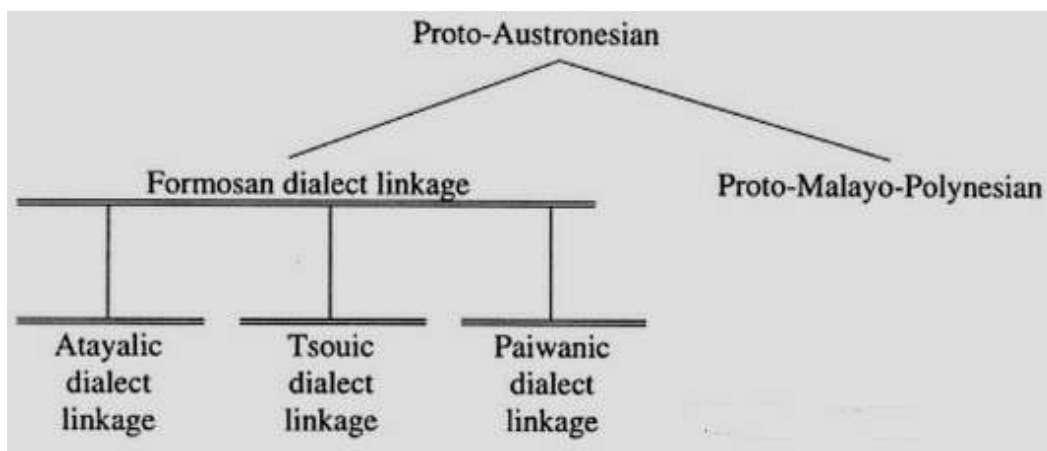 Proto-Austronesian
Formosan dialect linkage
Proto-Malayo-Polynesian
Atayalic
dialect
linkage
Tsouic
dialect
linkage
Paiwanic
dialect
linkage